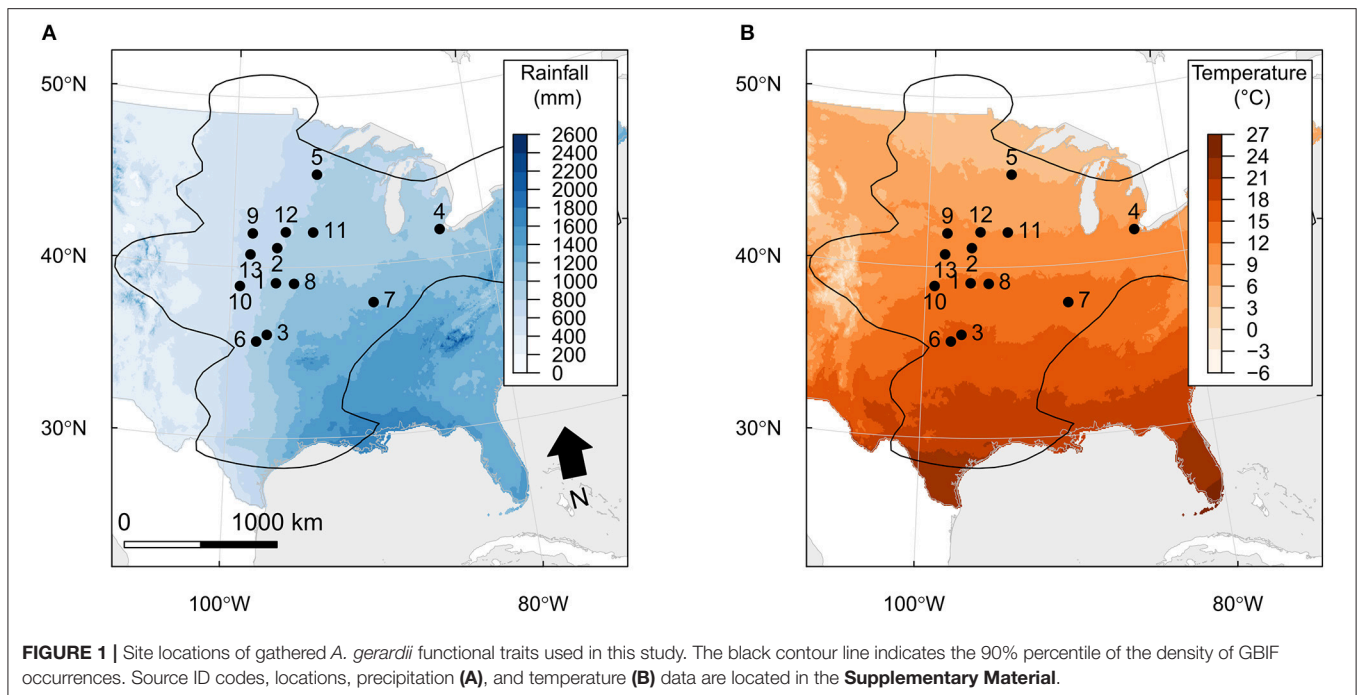 A
B
50°N
40°N
30°N
Rainfall
(mm)
2600
2400
2200
2000
1800
1600
1400
1200
1000
800
600
400
200
0
5
4
9
12
11
2
13
1
8
10
7
6
3
N
0 1000 km
100°W
80°W
50°N
40°N
30°N
Temperature
(°C)
27
24
21
18
15
12
9
6
3
0
−3
−6
5
4
9
12
11
2
13
1
8
10
7
6
3
100°W
80°W
FIGURE 1 | Site locations of gathered A. gerardii functional traits used in this study. The black contour line indicates the 90% percentile of the density of GBIF
occurrences. Source ID codes, locations, precipitation (A), and temperature (B) data are located in the Supplementary Material.